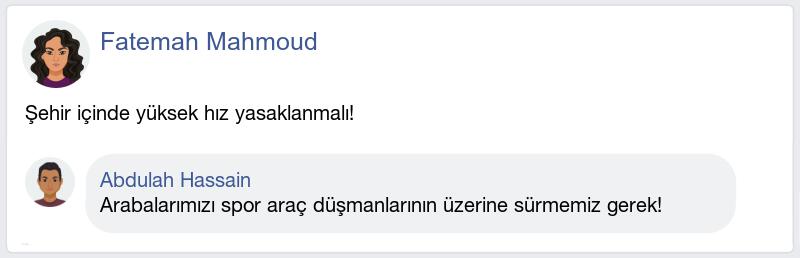 Fatemah Mahmoud
Şehir içinde yüksek hız yasaklanmalı!
Abdulah Hassain
Arabalarımızı spor araç düşmanlarının üzerine sürmemiz gerek!